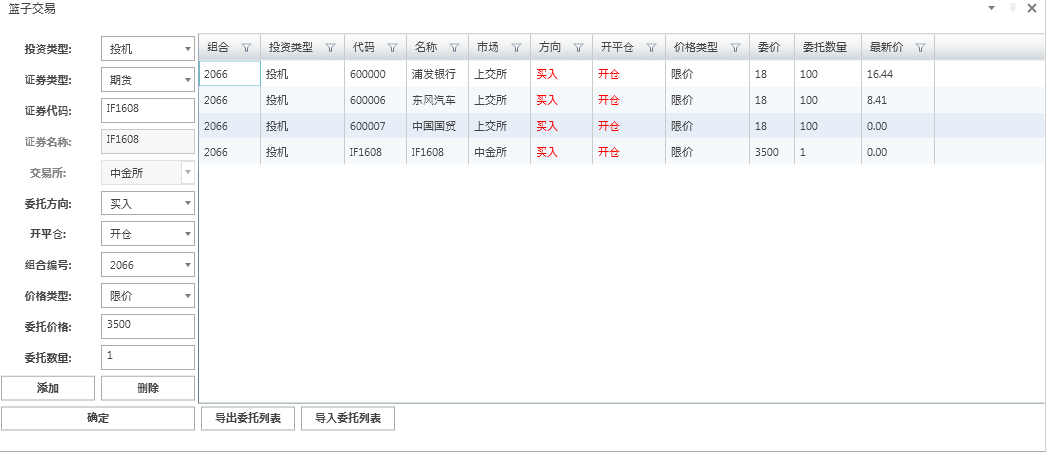 篮子交易
投资类型: 投机
证券类型: 期货
证券代码: IF1608
证券名称: IF1608
交易所: 中金所
委托方向: 买入
开平仓: 开仓
组合编号: 2066
价格类型: 限价
委托价格: 3500
委托数量: 1
添加 删除
确定
组合 投资类型 代码 名称 市场 方向 开平仓 价格类型 委价 委托数量 最新价
2066 投机 600000 浦发银行 上交所 买入 开仓 限价 18 100 16.44
2066 投机 600006 东风汽车 上交所 买入 开仓 限价 18 100 8.41
2066 投机 600007 中国国贸 上交所 买入 开仓 限价 18 100 0.00
2066 投机 IF1608 IF1608 中金所 买入 开仓 限价 3500 1 0.00
导出委托列表 导入委托列表